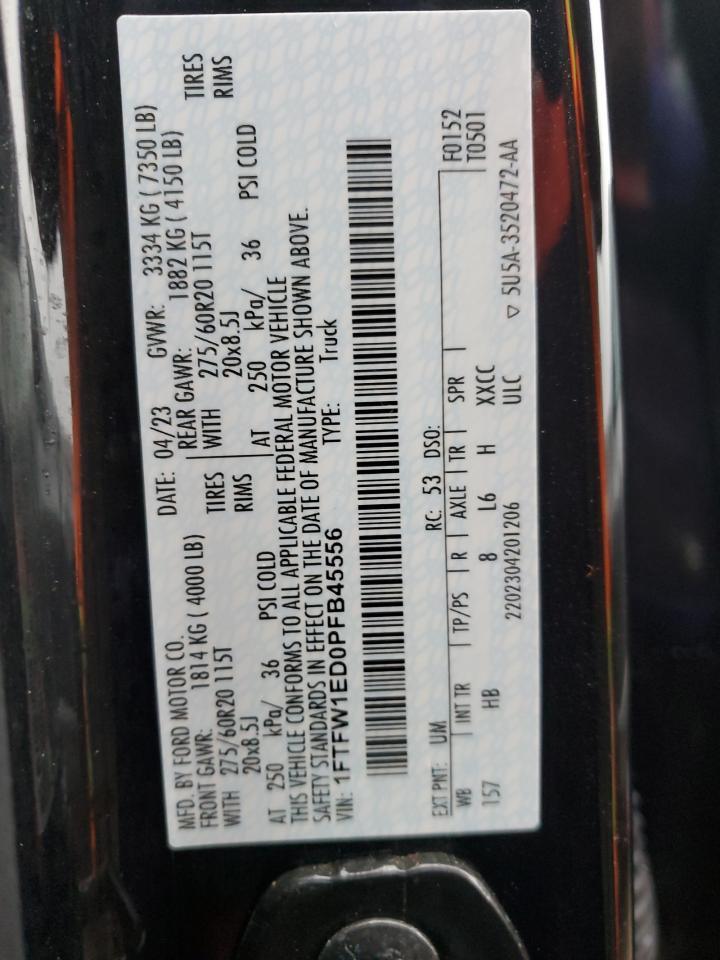 MFD. BY FORD MOTOR CO.
DATE: 04/23 GVWR: 3334 KG ( 7350 LB)
FRONT GAWR: 1814 KG ( 4000 LB) REAR GAWR: 1882 KG ( 4150 LB)
WITH 275/60R20 115T TIRES WITH 275/60R20 115T TIRES
20x8.5J RIMS 20x8.5J RIMS
AT 250 kPa/ 36 PSI COLD AT 250 kPa/ 36 PSI COLD
THIS VEHICLE CONFORMS TO ALL APPLICABLE FEDERAL MOTOR VEHICLE
SAFETY STANDARDS IN EFFECT ON THE DATE OF MANUFACTURE SHOWN ABOVE.
VIN: 1FTFW1ED0PFB45556 TYPE: Truck
EXT PNT: UM RC: 53 DSO: F0152
WB INT TR TP/PS R AXLE TR SPR T0501
157 HB 8 L6 H XXCC
2202304201206 ULC ▽ 5U5A-3520472-AA